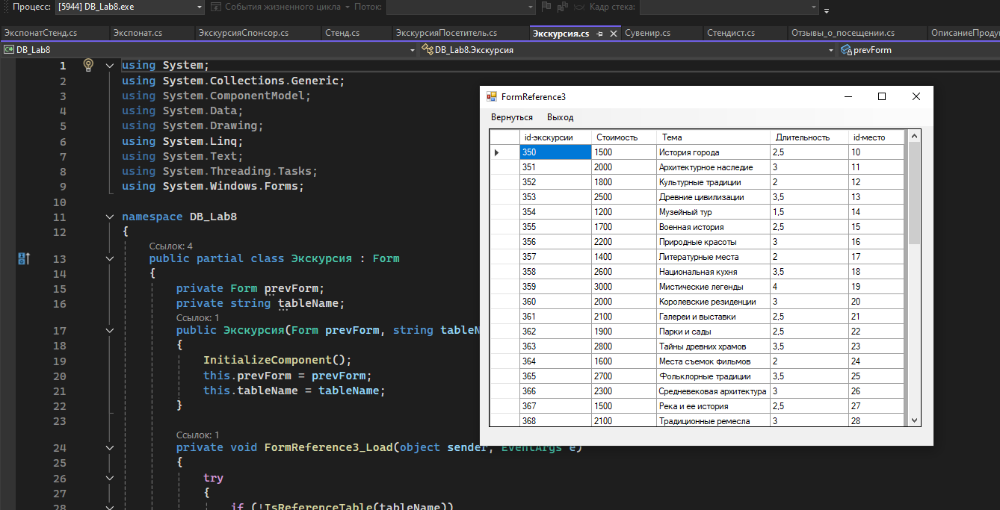 Процесс: [5944] DB_Lab8.exe События жизненного цикла Поток: Кадр стека:
ЭкспонатСтенд.cs Экспонат.cs ЭкскурсияСпонсор.cs Стенд.cs ЭкскурсияПосетитель.cs Экскурсия.cs Сувенир.cs Стендист.cs Отзывы_о_посещении.cs ОписаниеПроду
C# DB_Lab8 DB_Lab8.Экскурсия prevForm
1 using System;
2 using System.Collections.Generic;
3 using System.ComponentModel;
4 using System.Data;
5 using System.Drawing;
6 using System.Linq;
7 using System.Text;
8 using System.Threading.Tasks;
9 using System.Windows.Forms;
10
11 namespace DB_Lab8
12 {
Ссылок: 4
13 public partial class Экскурсия : Form
14 {
15 private Form prevForm;
16 private string tableName;
Ссылок: 1
17 public Экскурсия(Form prevForm, string tableN
18 {
19 InitializeComponent();
20 this.prevForm = prevForm;
21 this.tableName = tableName;
22 }
23
Ссылок: 1
24 private void FormReference3_Load(object sender, EventArgs e)
25 {
26 try
27 {
28 if (!IsReferenceTable(tableName))
FormReference3
Вернуться Выход
id-экскурсии Стоимость Тема Длительность id-место
350 1500 История города 2,5 10
351 2000 Архитектурное наследие 3 11
352 1800 Культурные традиции 2 12
353 2500 Древние цивилизации 3,5 13
354 1200 Музейный тур 1,5 14
355 1700 Военная история 2,5 15
356 2200 Природные красоты 3 16
357 1400 Литературные места 2 17
358 2600 Национальная кухня 3,5 18
359 3000 Мистические легенды 4 19
360 2000 Королевские резиденции 3 20
361 2100 Галереи и выставки 2,5 21
362 1900 Парки и сады 2,5 22
363 2800 Тайны древних храмов 3,5 23
364 1600 Места съемок фильмов 2 24
365 2700 Фольклорные традиции 3,5 25
366 2300 Средневековая архитектура 3 26
367 1500 Река и ее история 2,5 27
368 2100 Традиционные ремесла 3 28